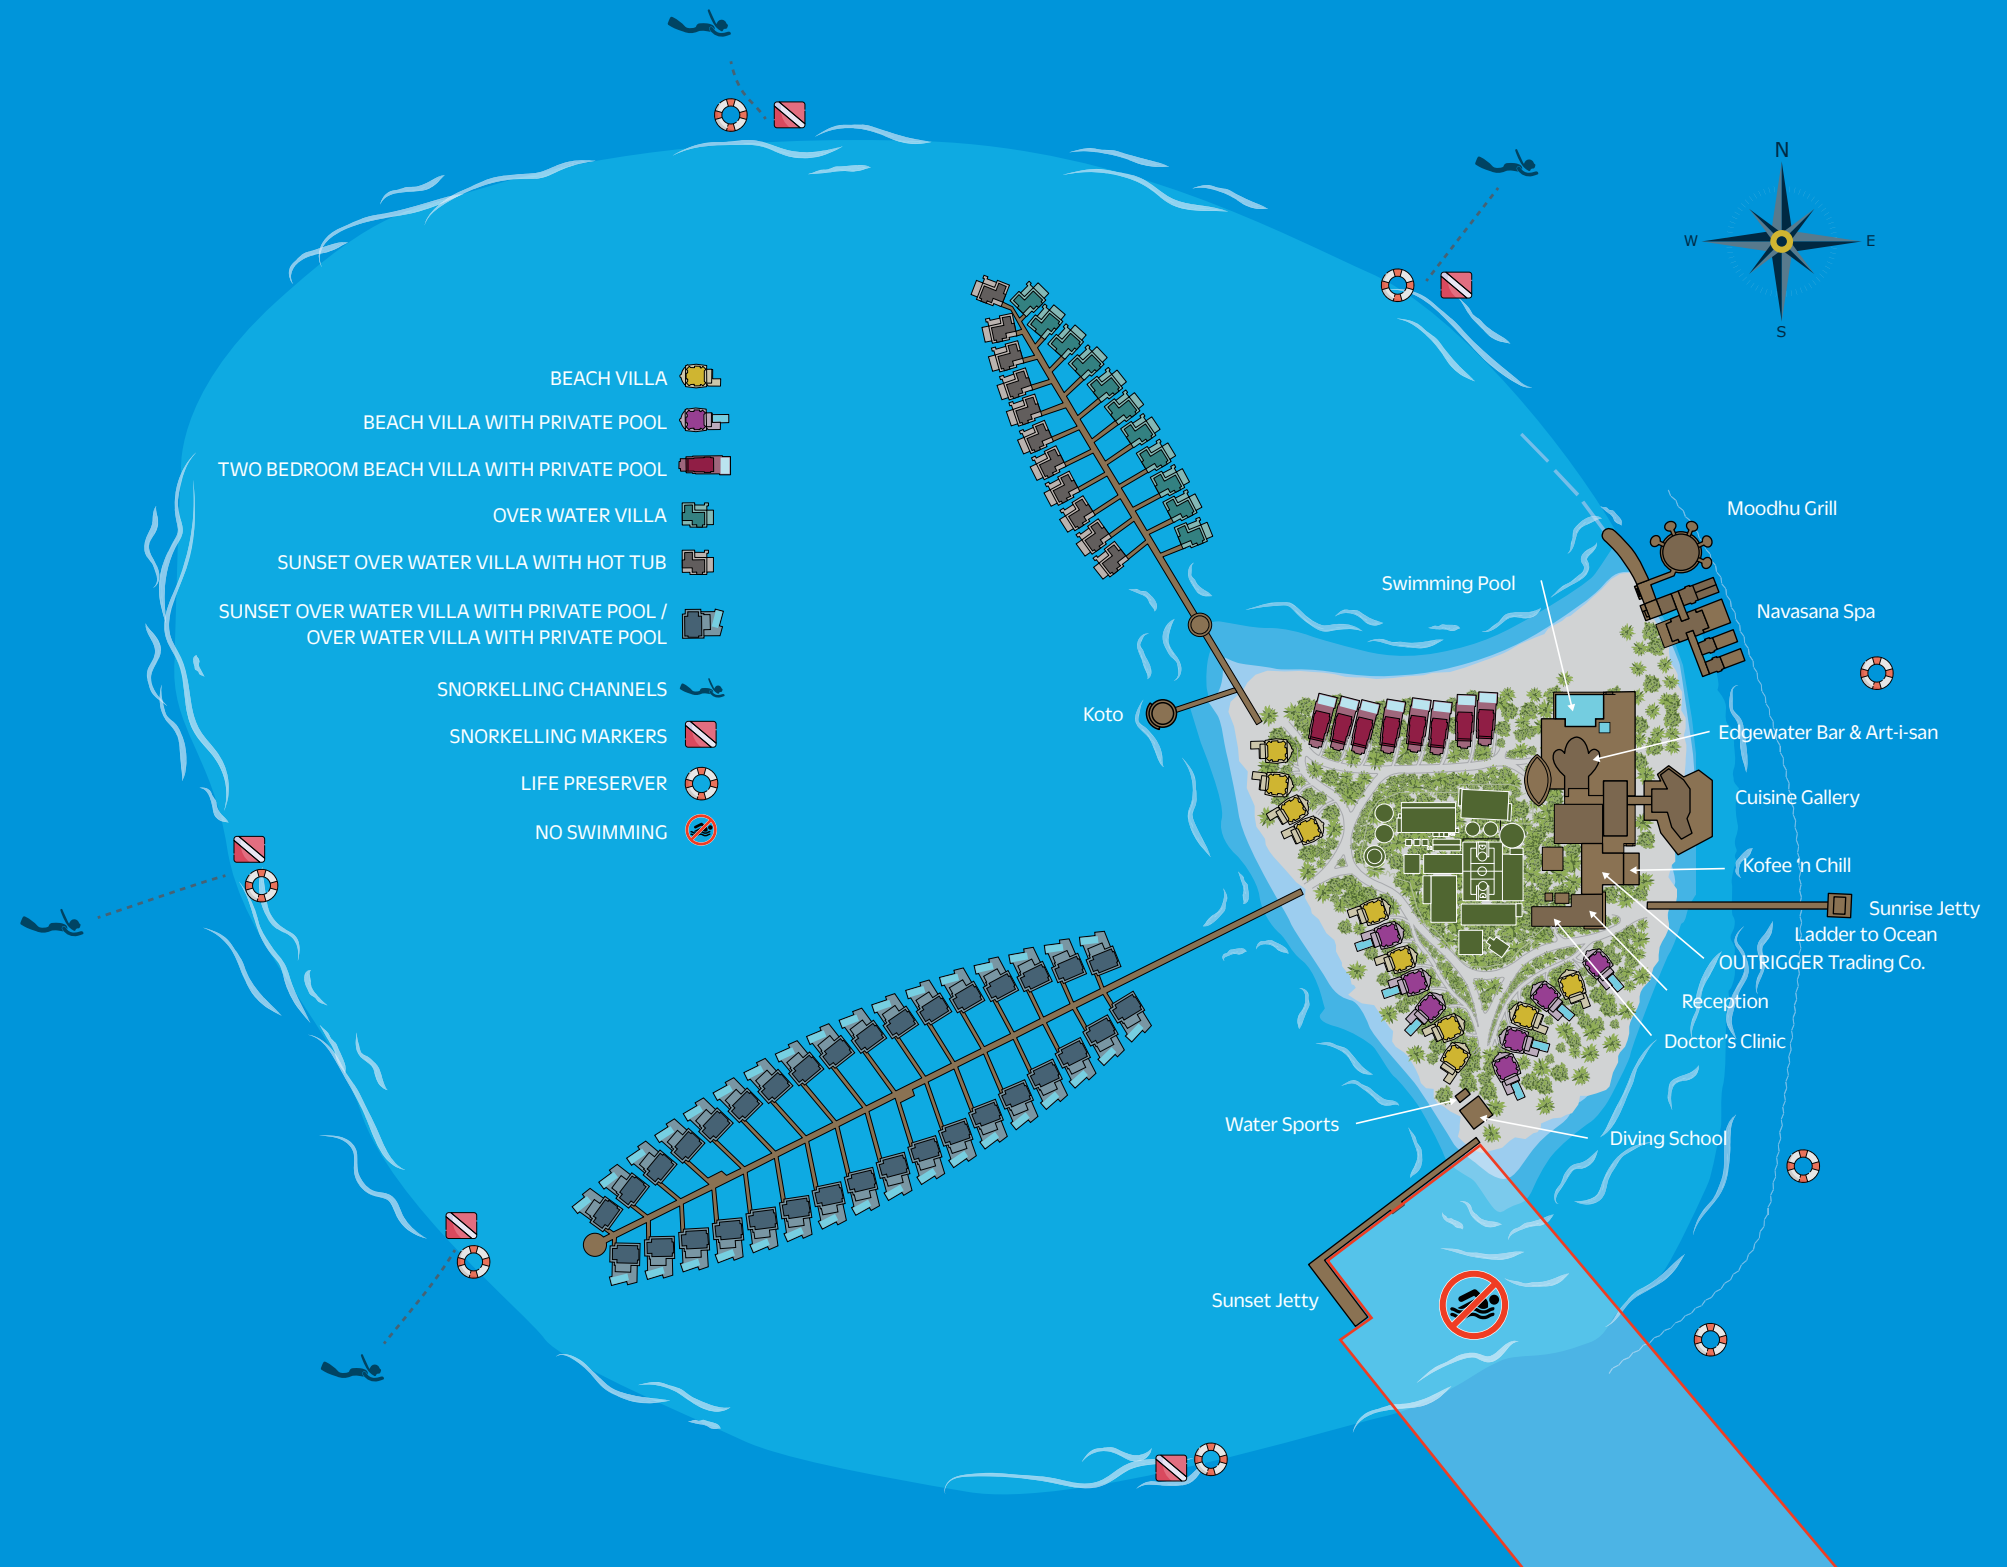 N
W
E
S
BEACH VILLA
BEACH VILLA WITH PRIVATE POOL
TWO BEDROOM BEACH VILLA WITH PRIVATE POOL
OVER WATER VILLA
SUNSET OVER WATER VILLA WITH HOT TUB
SUNSET OVER WATER VILLA WITH PRIVATE POOL /
OVER WATER VILLA WITH PRIVATE POOL
SNORKELLING CHANNELS
SNORKELLING MARKERS
LIFE PRESERVER
NO SWIMMING
Moodhu Grill
Swimming Pool
Navasana Spa
Koto
Edgewater Bar & Art-i-san
Cuisine Gallery
Kofee 'n Chill
Sunrise Jetty
Ladder to Ocean
OUTRIGGER Trading Co.
Reception
Doctor's Clinic
Water Sports
Diving School
Sunset Jetty